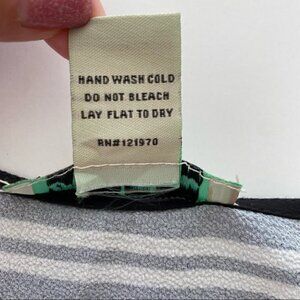 HAND WASH COLD
DO NOT BLEACH
LAY FLAT TO DRY
RN#121970